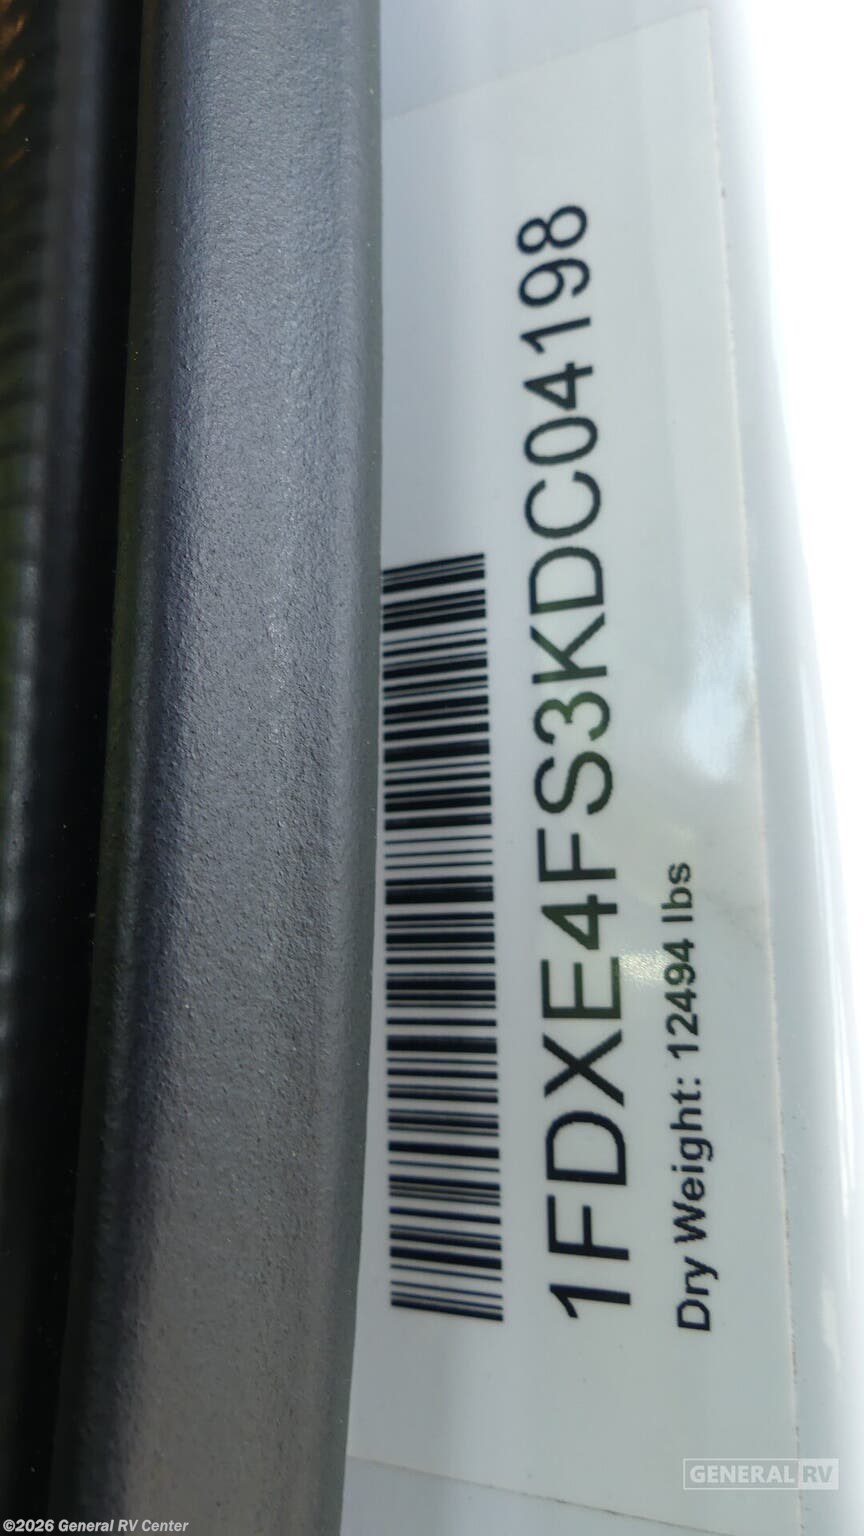 1FDXE4FS3KDC04198
Dry Weight: 12494 lbs
GENERAL RV
©2026 General RV Center